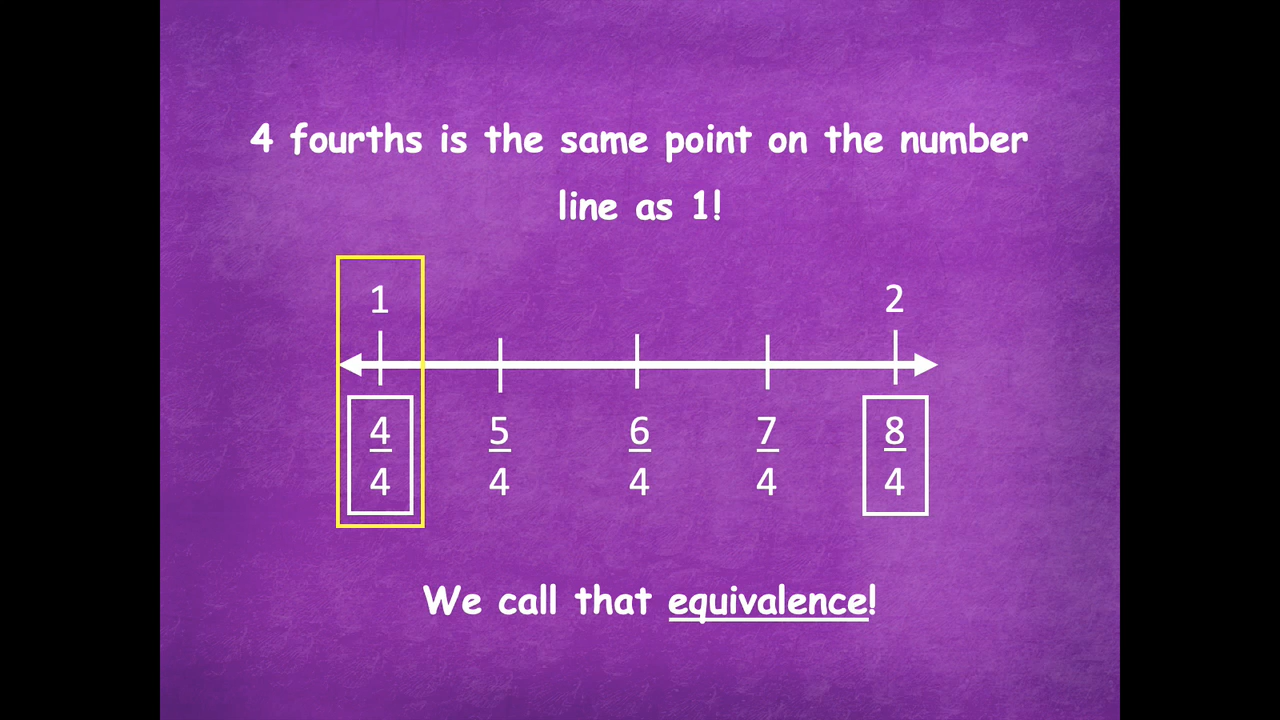 4 fourths is the same point on the number
line as 1!
1 2
4 5 6 7 8
4 4 4 4 4
We call that equivalence!